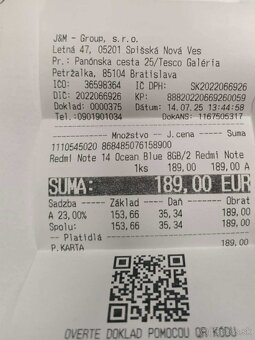 J&M - Group, s.r.o.
Letná 47, 05201 Spišská Nová Ves
Pr.: Panónska cesta 25/Tesco Galéria
Petržalka, 85104 Bratislava
IČO: 36598364 IČ DPH: SK2022066926
DIČ: 2022066926 KP: 88820220669260059
Doklad: 0000375 Dátum: 14.07.25 13:44:58
Tel.:0901901034 DokANS: 1167505317
Množstvo J.cena Suma
1110545020 868485076158900
Redmi Note 14 Ocean Blue 8GB/2 Redmi Note
1ks 189,00 189,00 A
SUMA: 189,00 EUR
Sadzba Základ Daň Obrat
A 23,00% 153,66 35,34 189,00
Spolu: 153,66 35,34 189,00
Platidlá
P.KARTA 189,00
OVERTE DOKLAD POMOCOU QR KÓDU